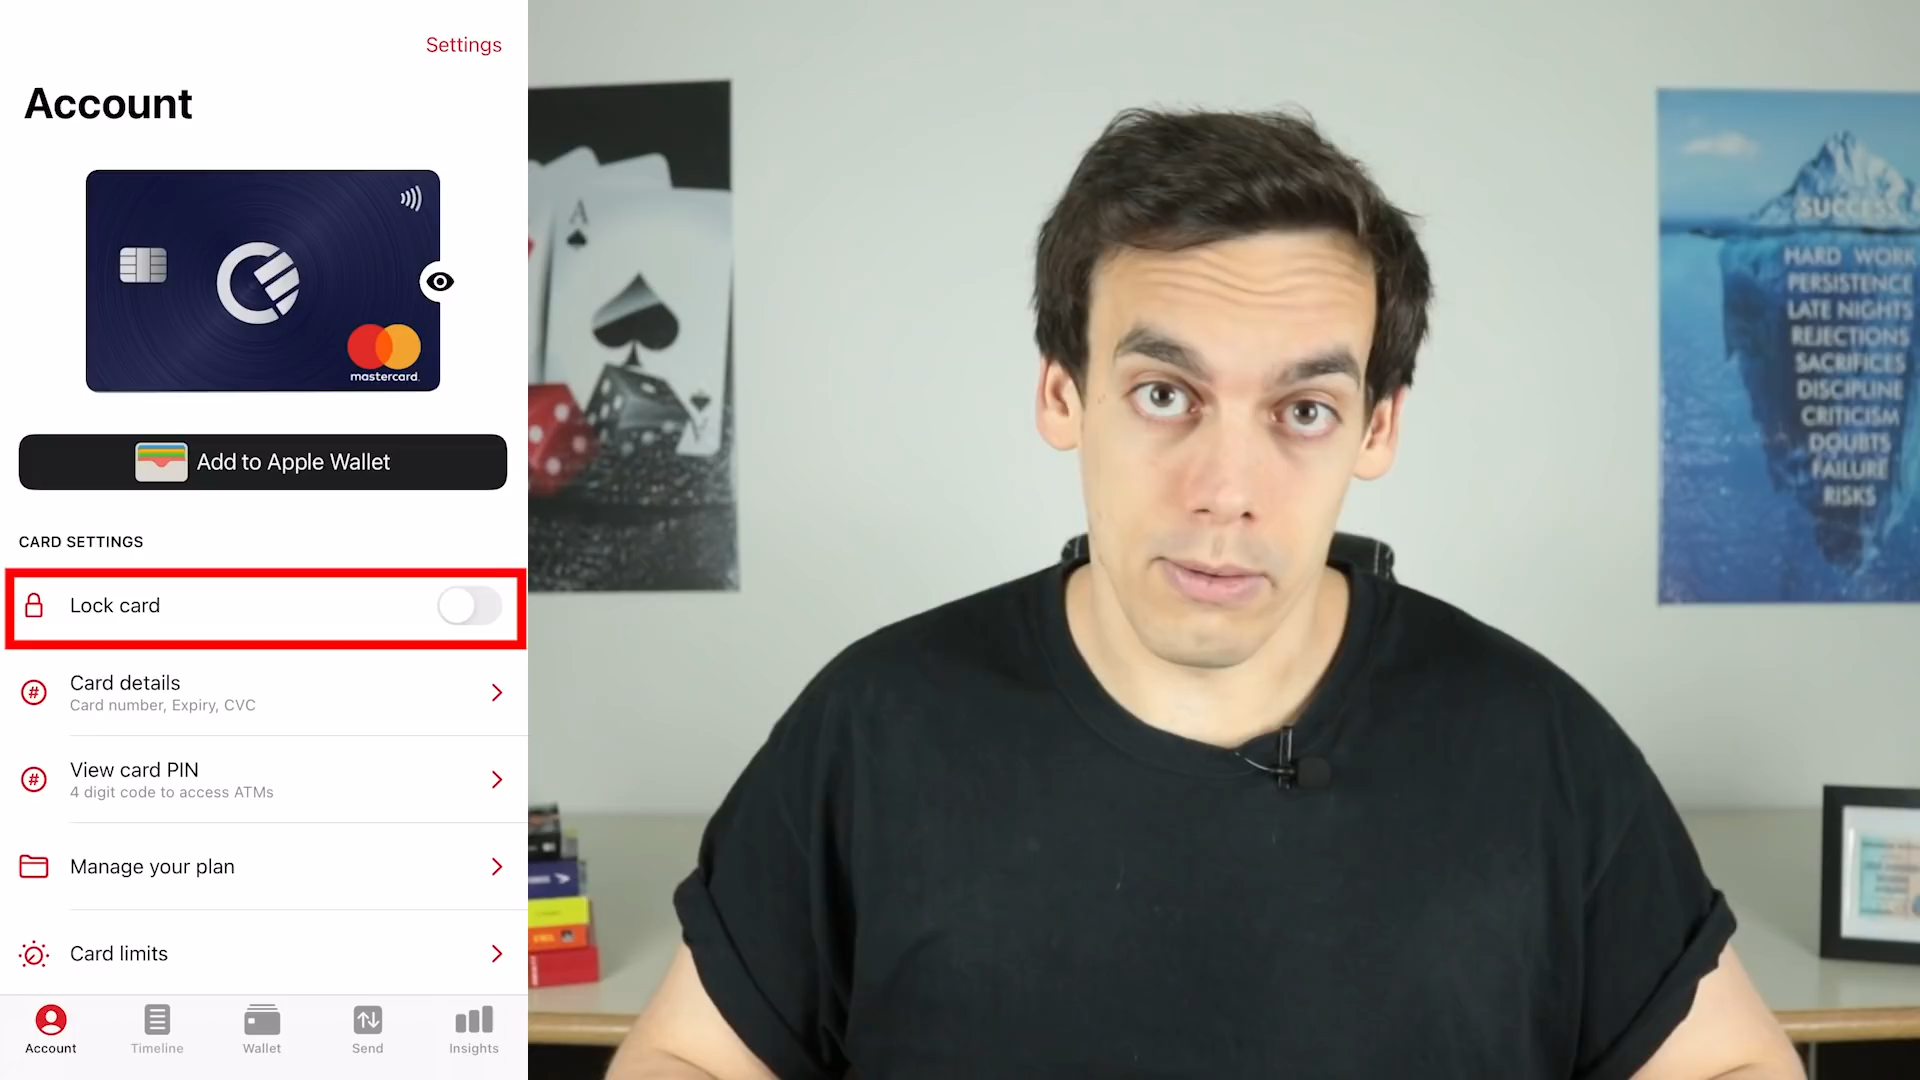 Settings
Account
mastercard.
Add to Apple Wallet
CARD SETTINGS
Lock card
Card details
Card number, Expiry, CVC
View card PIN
4 digit code to access ATMs
Manage your plan
Card limits
Account
Timeline
Wallet
Send
Insights
A
SUCCESS
HARD WORK
PERSISTENCE
LATE NIGHTS
REJECTIONS
SACRIFICES
DISCIPLINE
CRITICISM
DOUBTS
FAILURE
RISKS